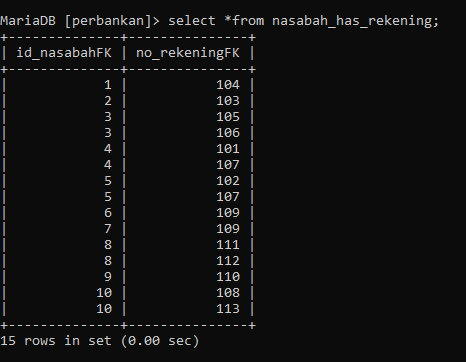 MariaDB [perbankan]> select *from nasabah_has_rekening;
+--------------+---------------+
| id_nasabahFK | no_rekeningFK |
+--------------+---------------+
|            1 |           104 |
|            2 |           103 |
|            3 |           105 |
|            3 |           106 |
|            4 |           101 |
|            4 |           107 |
|            5 |           102 |
|            5 |           107 |
|            6 |           109 |
|            7 |           109 |
|            8 |           111 |
|            8 |           112 |
|            9 |           110 |
|           10 |           108 |
|           10 |           113 |
+--------------+---------------+
15 rows in set (0.00 sec)